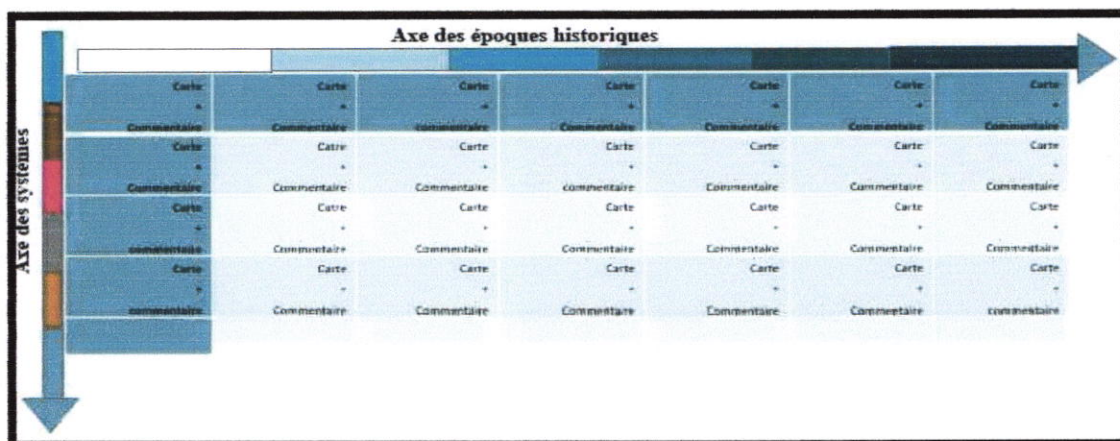 Axe des époques historiques
Axe des systèmes
Carte Carte Carte Carte Carte Carte Carte
+ + + + + + +
Commentaire Commentaire commentaire Commentaire Commentaire Commentaire Commentaire
Carte Catre Carte Carte Carte Carte Carte
+ + + + + + +
Commentaire Commentaire Commentaire commentaire Commentaire Commentaire Commentaire
Carte Catre Carte Carte Carte Carte Carte
+ + + + + + +
commentaire Commentaire Commentaire Commentaire Commentaire Commentaire Commentaire
Carte Carte Carte Carte Carte Carte Carte
+ + + + + + +
commentaire Commentaire Commentaire Commentaire Commentaire Commentaire commentaire